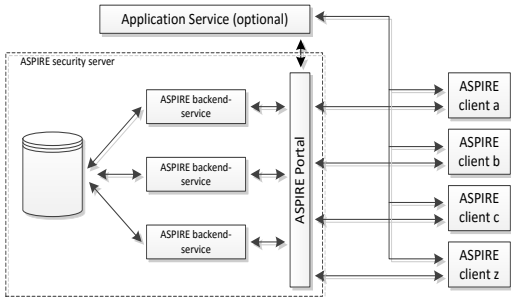 Application Service (optional)
ASPIRE security server
ASPIRE backend-
service
ASPIRE backend-
service
ASPIRE backend-
service
ASPIRE Portal
ASPIRE
client a
ASPIRE
client b
ASPIRE
client c
ASPIRE
client z